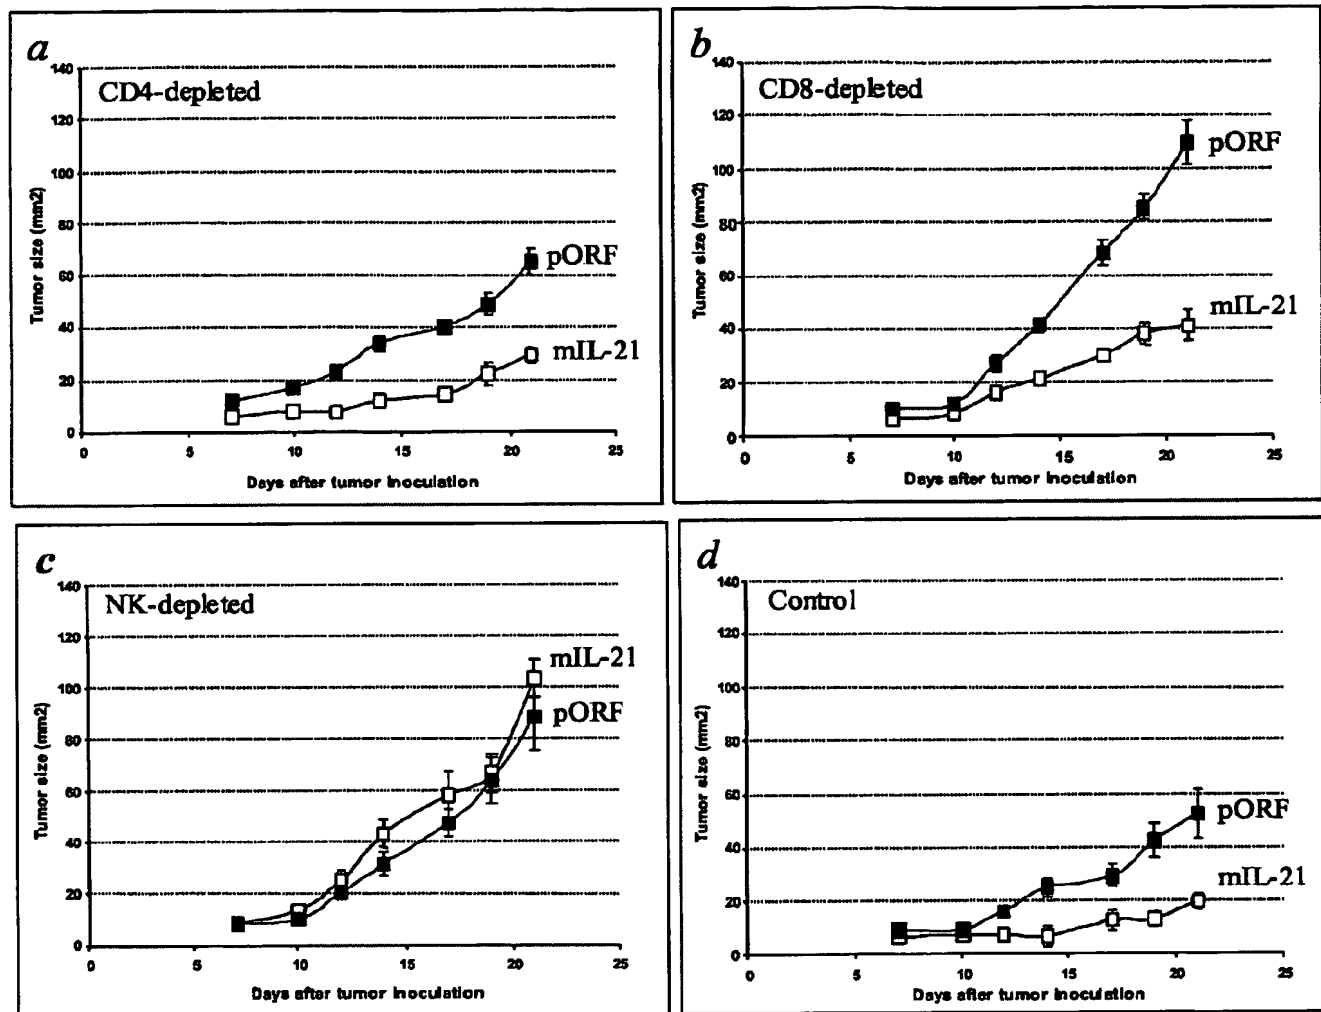 a
CD4-depleted
140
120
100
80
60
40
20
0
0 5 10 15 20 25
Tumor size (mm2)
Days after tumor inoculation
pORF
mIL-21
b
CD8-depleted
140
120
100
80
60
40
20
0
0 5 10 15 20 25
Tumor size (mm2)
Days after tumor inoculation
pORF
mIL-21
c
NK-depleted
140
120
100
80
60
40
20
0
0 5 10 15 20 25
Tumor size (mm2)
Days after tumor inoculation
mIL-21
pORF
d
Control
140
120
100
80
60
40
20
0
0 5 10 15 20 25
Tumor size (mm2)
Days after tumor inoculation
pORF
mIL-21